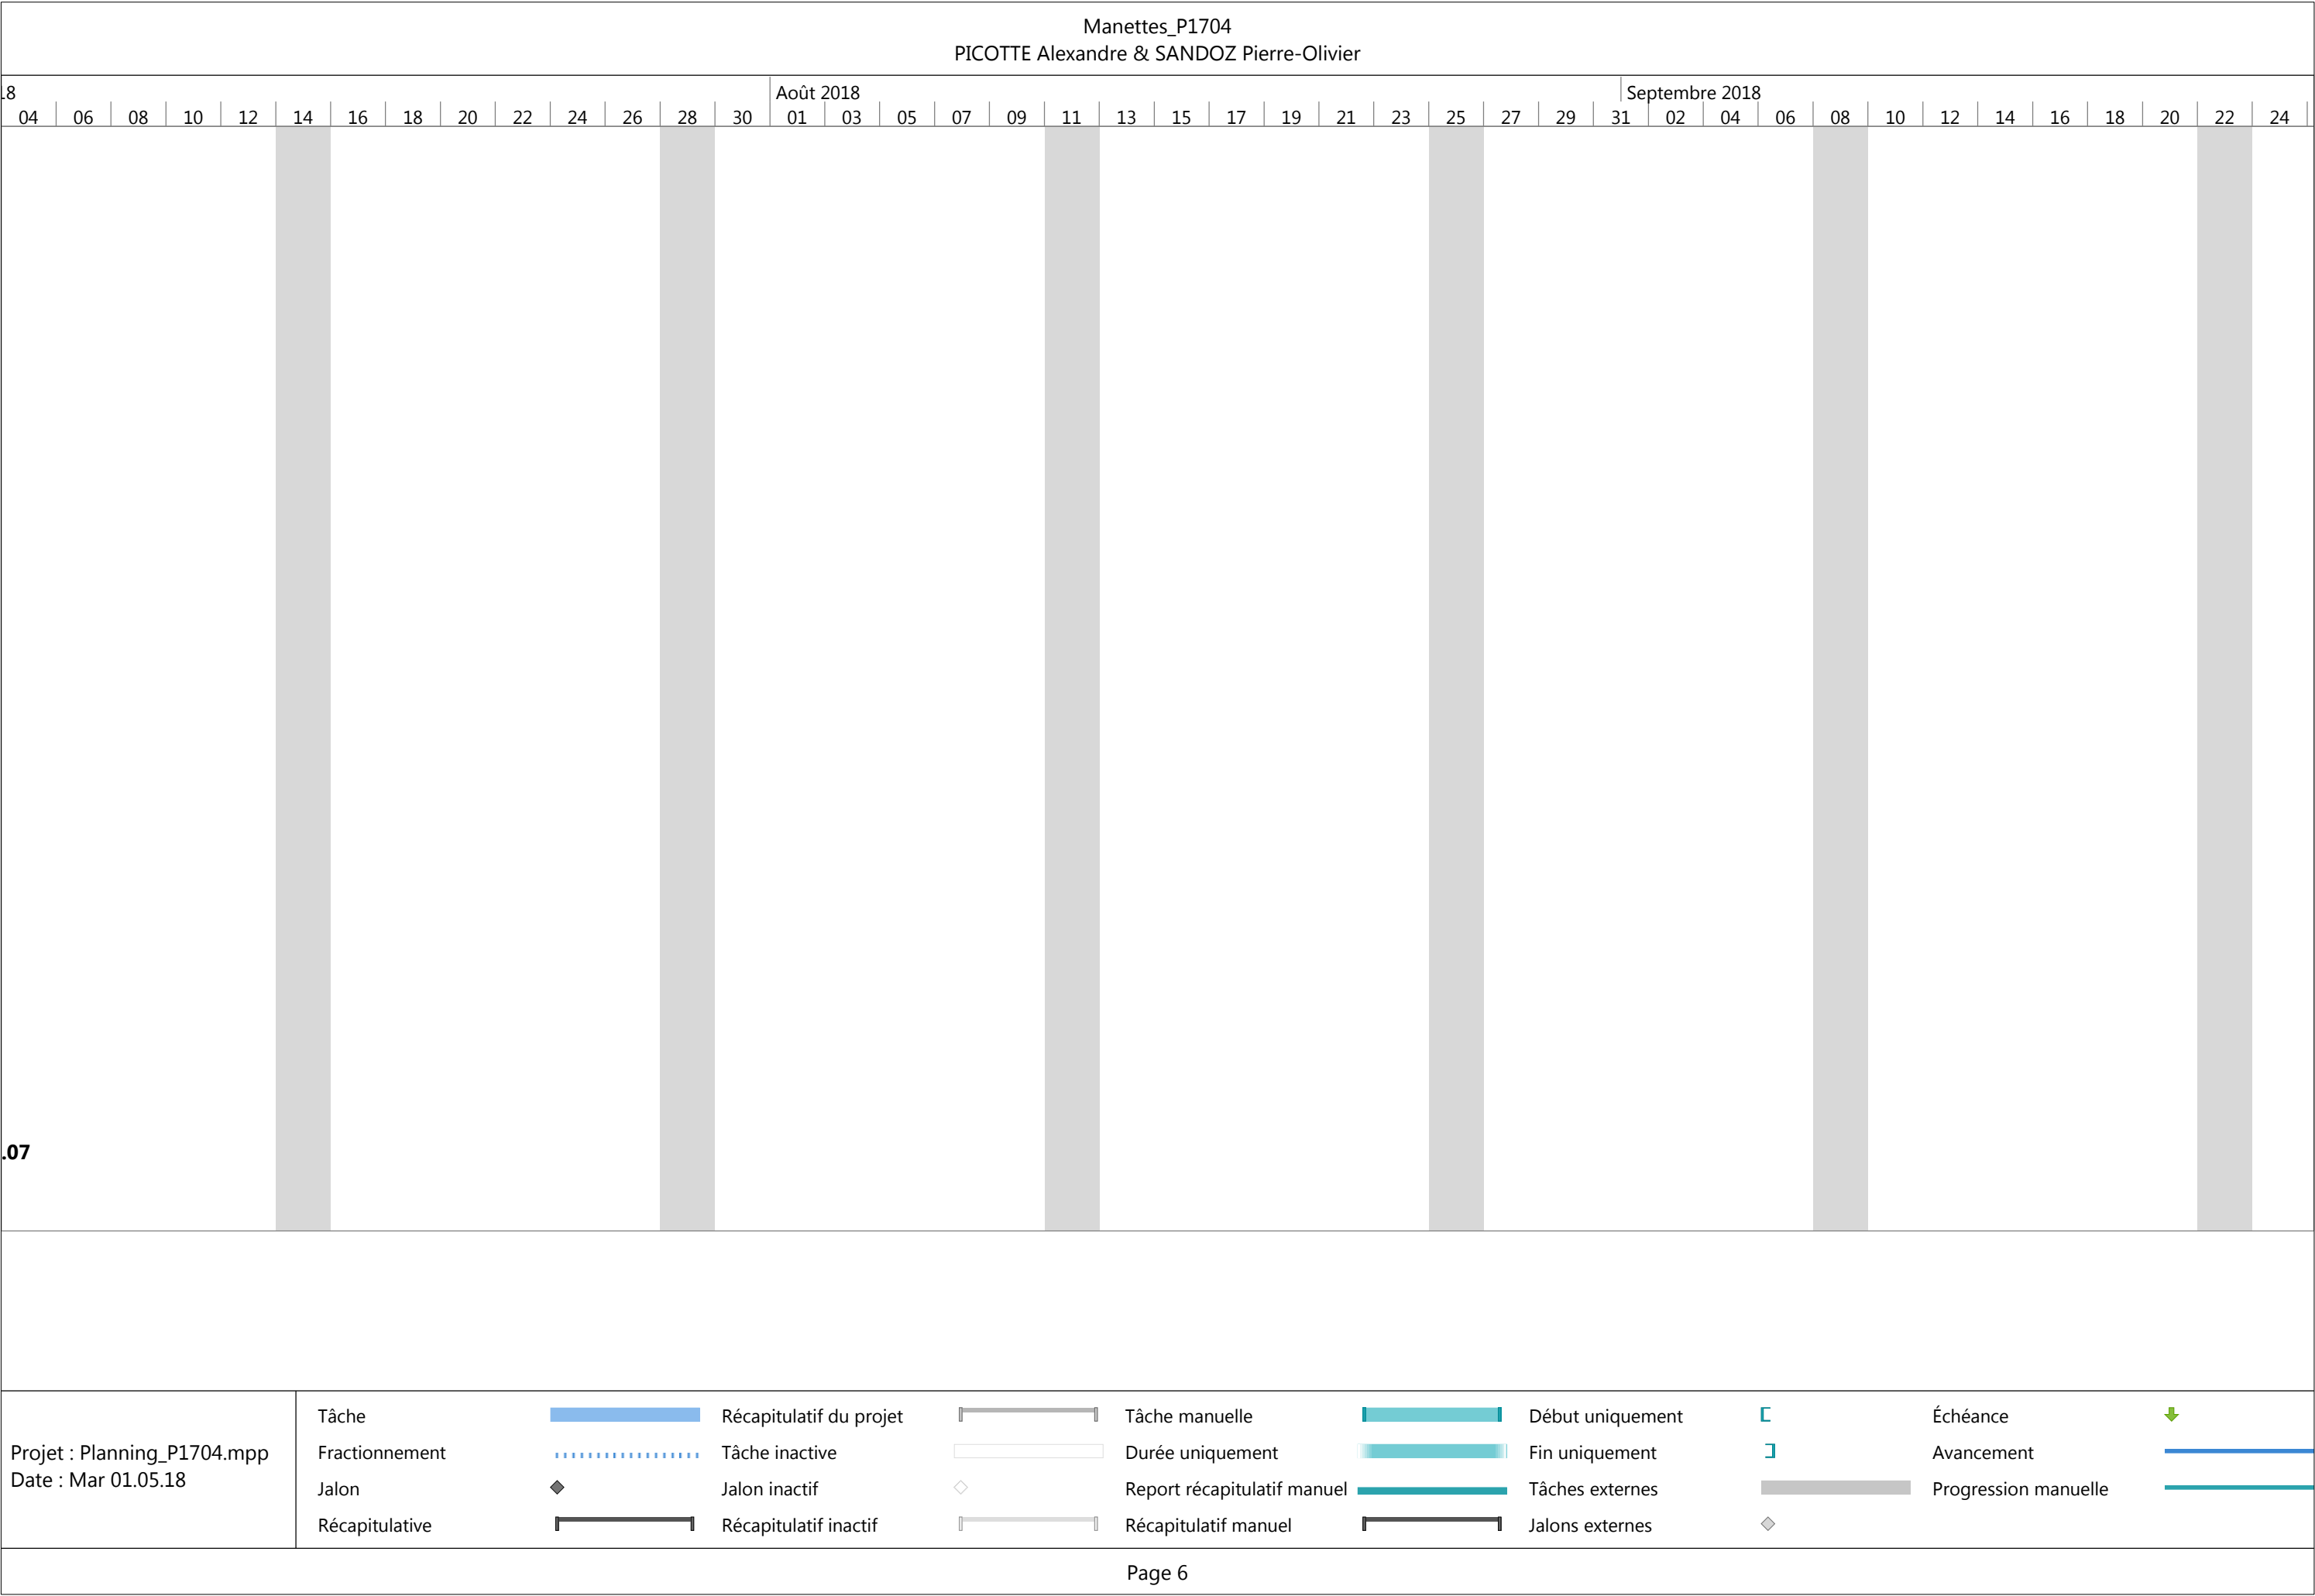 Manettes_P1704
PICOTTE Alexandre & SANDOZ Pierre-Olivier
18 Août 2018 Septembre 2018
04 06 08 10 12 14 16 18 20 22 24 26 28 30 01 03 05 07 09 11 13 15 17 19 21 23 25 27 29 31 02 04 06 08 10 12 14 16 18 20 22 24
.07
Projet : Planning_P1704.mpp
Date : Mar 01.05.18
Tâche Récapitulatif du projet Tâche manuelle Début uniquement Échéance
Fractionnement Tâche inactive Durée uniquement Fin uniquement Avancement
Jalon Jalon inactif Report récapitulatif manuel Tâches externes Progression manuelle
Récapitulative Récapitulatif inactif Récapitulatif manuel Jalons externes
Page 6